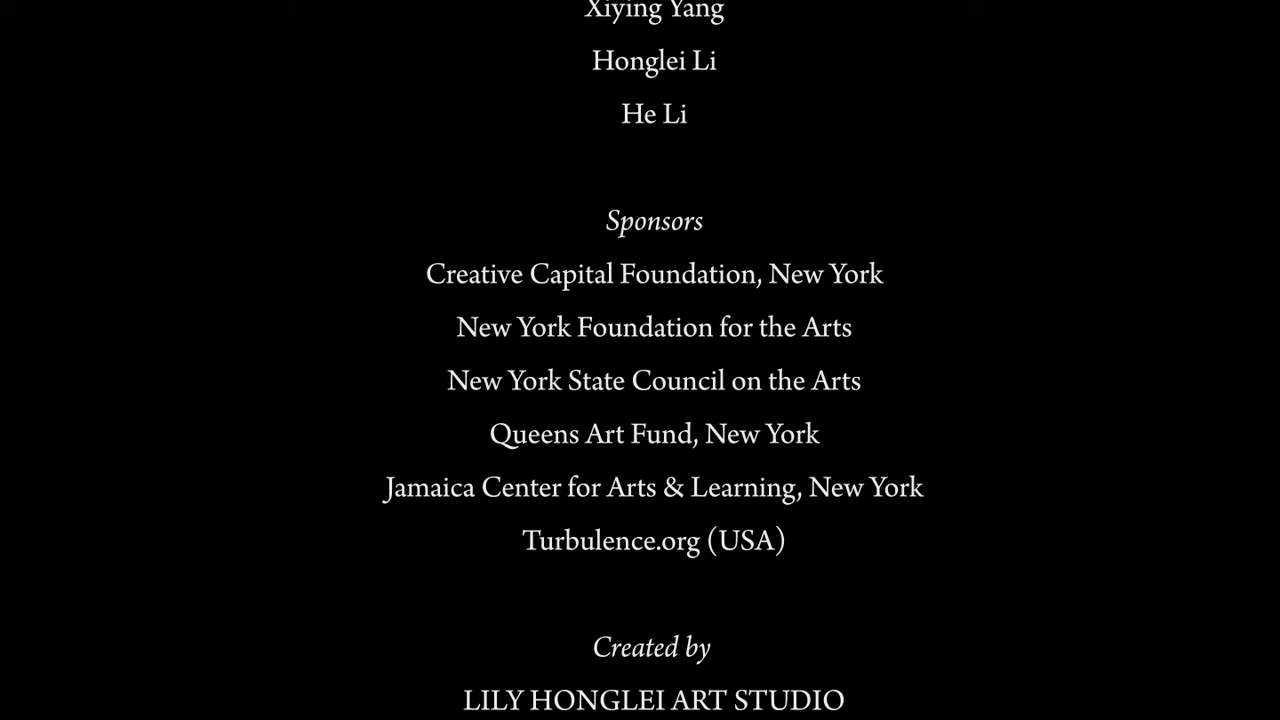 Xiying Yang
Honglei Li
He Li
Sponsors
Creative Capital Foundation, New York
New York Foundation for the Arts
New York State Council on the Arts
Queens Art Fund, New York
Jamaica Center for Arts & Learning, New York
Turbulence.org (USA)
Created by
LILY HONGLEI ART STUDIO